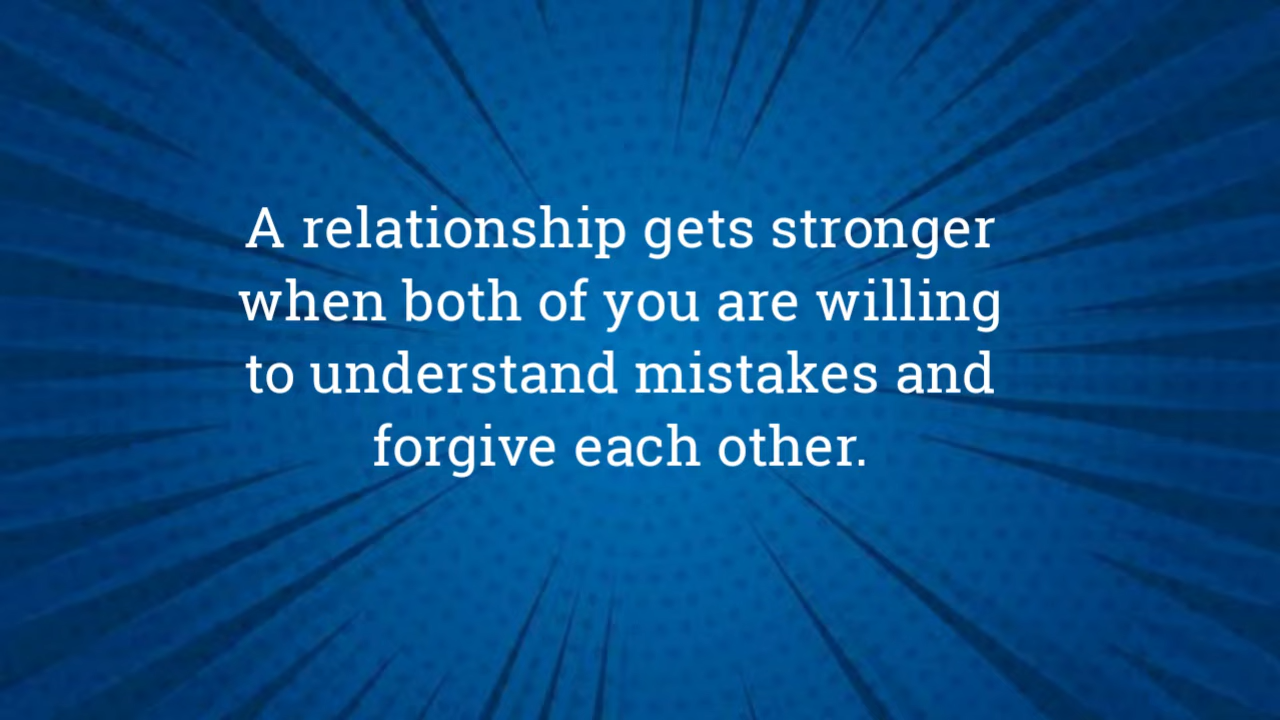 A relationship gets stronger
when both of you are willing
to understand mistakes and
forgive each other.